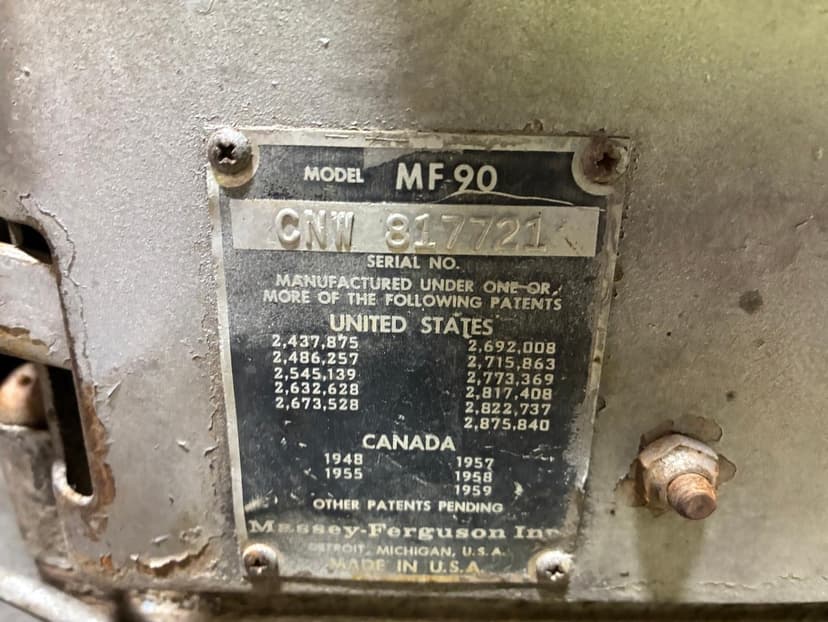 MODEL MF-90
CNW 817721
SERIAL NO.
MANUFACTURED UNDER ONE OR
MORE OF THE FOLLOWING PATENTS
UNITED STATES
2,437,875 2,692,008
2,486,257 2,715,863
2,545,139 2,773,369
2,632,628 2,817,408
2,673,528 2,822,737
2,875,840
CANADA
1948 1957
1955 1958
1959
OTHER PATENTS PENDING
Massey-Ferguson Inc.
DETROIT, MICHIGAN, U.S.A.
MADE IN U.S.A.